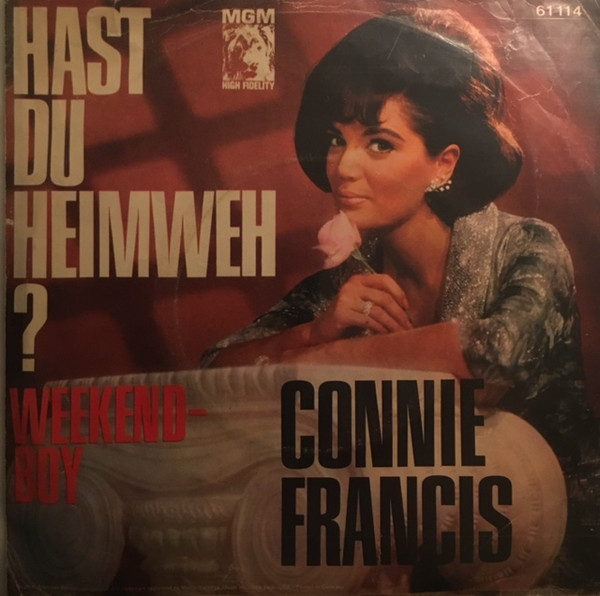 HAST
DU
HEIMWEH
?
WEEKEND-
BOY
MGM
HIGH FIDELITY
61 114
CONNIE
FRANCIS